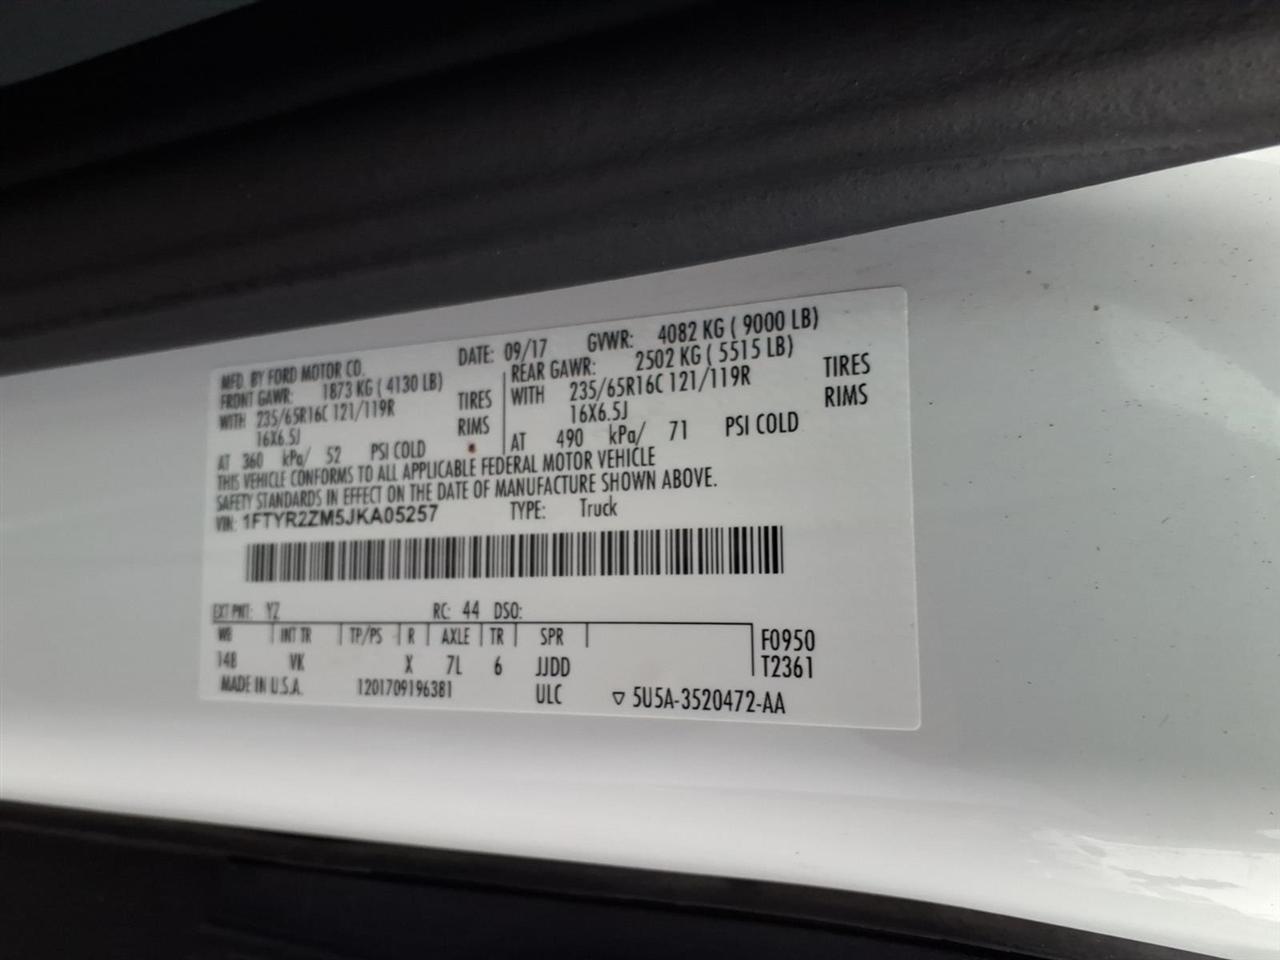 MFD. BY FORD MOTOR CO. DATE: 09/17 GVWR: 4082 KG ( 9000 LB)
FRONT GAWR: 1873 KG ( 4130 LB) REAR GAWR: 2502 KG ( 5515 LB)
WITH 235/65R16C 121/119R TIRES WITH 235/65R16C 121/119R TIRES
16X6.5J RIMS 16X6.5J RIMS
AT 360 kPa/ 52 PSI COLD AT 490 kPa/ 71 PSI COLD
THIS VEHICLE CONFORMS TO ALL APPLICABLE FEDERAL MOTOR VEHICLE
SAFETY STANDARDS IN EFFECT ON THE DATE OF MANUFACTURE SHOWN ABOVE.
VIN: 1FTYR2ZM5JKA05257 TYPE: Truck
EXT PNT: YZ RC: 44 DSO:
WB INT TR TP/PS R AXLE TR SPR F0950
148 VK X 7L 6 JJDD T2361
MADE IN U.S.A. 1201709196381 ULC ▽ 5U5A-3520472-AA